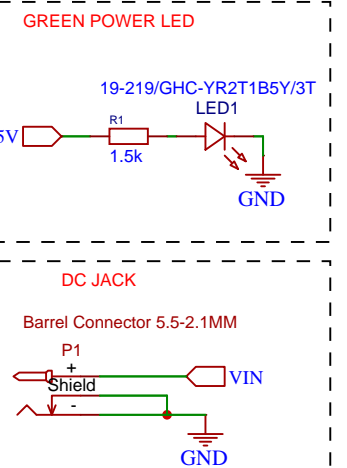 GREEN POWER LED
19-219/GHC-YR2T1B5Y/3T
LED1
R1
5V
1.5k
GND
DC JACK
Barrel Connector 5.5-2.1MM
P1
+
VIN
Shield
-
GND